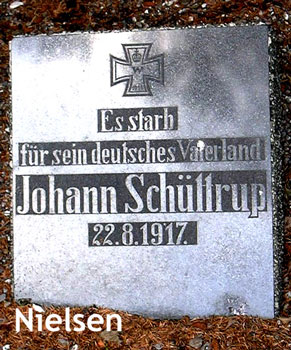 Es starb
für sein deutsches Vaterland
Johann Schüttrup
22.8.1917.
Nielsen